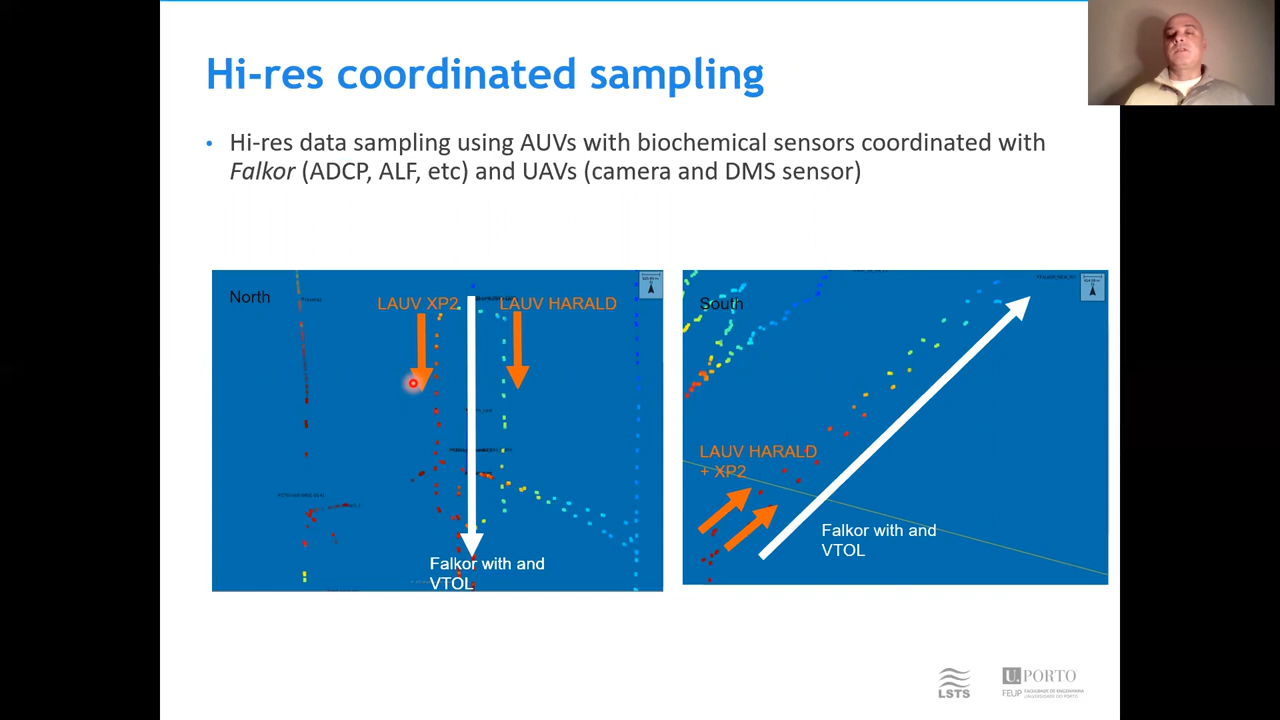 Hi-res coordinated sampling
• Hi-res data sampling using AUVs with biochemical sensors coordinated with
Falkor (ADCP, ALF, etc) and UAVs (camera and DMS sensor)
North
LAUV XP2
LAUV HARALD
Falkor with and
VTOL
South
LAUV HARALD
+ XP2
Falkor with and
VTOL
LSTS
U.PORTO
FEUP FACULDADE DE ENGENHARIA
UNIVERSIDADE DO PORTO